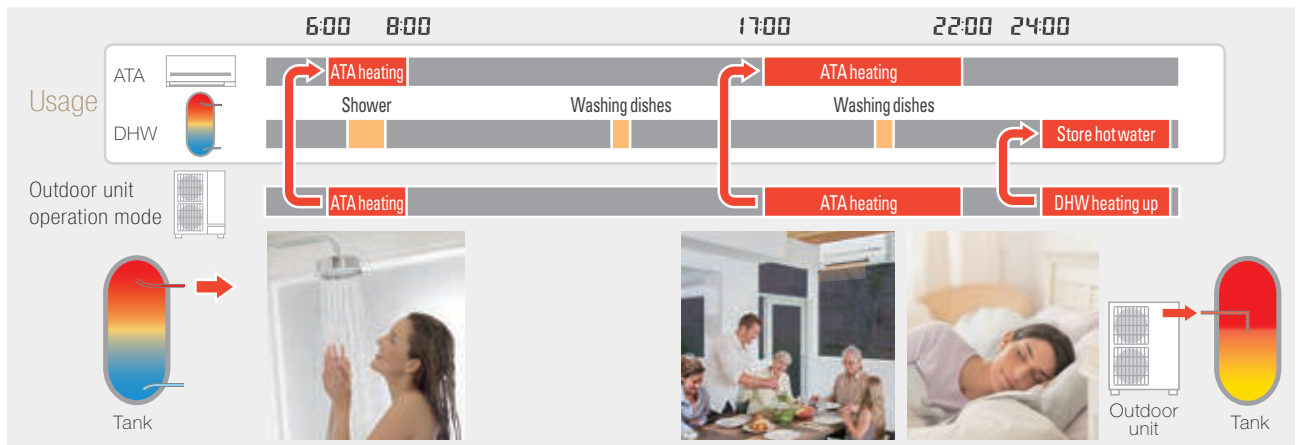 6:00 8:00 17:00 22:00 24:00
Usage
ATA
ATA heating
ATA heating
Shower
Washing dishes
Washing dishes
DHW
Store hot water
Outdoor unit
operation mode
ATA heating
ATA heating
DHW heating up
Tank
Outdoor
unit
Tank